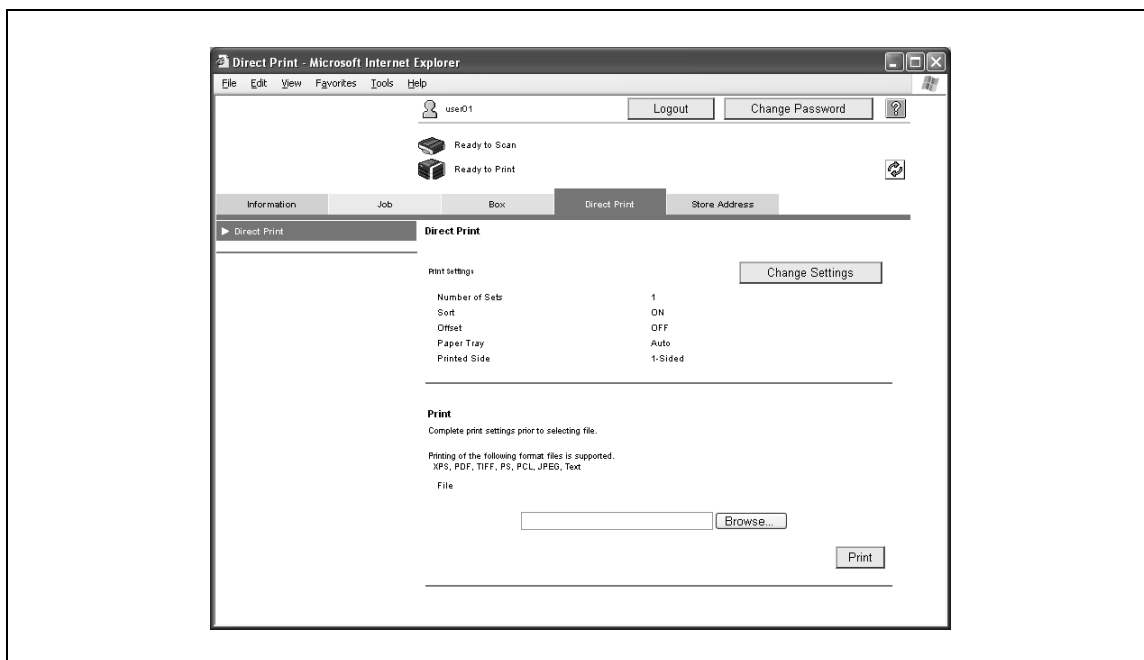 Direct Print - Microsoft Internet Explorer
File Edit View Favorites Tools Help
user01 Logout Change Password ?
Ready to Scan
Ready to Print
Information Job Box Direct Print Store Address
Direct Print
Direct Print
Print Settings Change Settings
Number of Sets 1
Sort ON
Offset OFF
Paper Tray Auto
Printed Side 1-Sided
Print
Complete print settings prior to selecting file.
Printing of the following format files is supported.
XPS, PDF, TIFF, PS, PCL, JPEG, Text
File
Browse...
Print